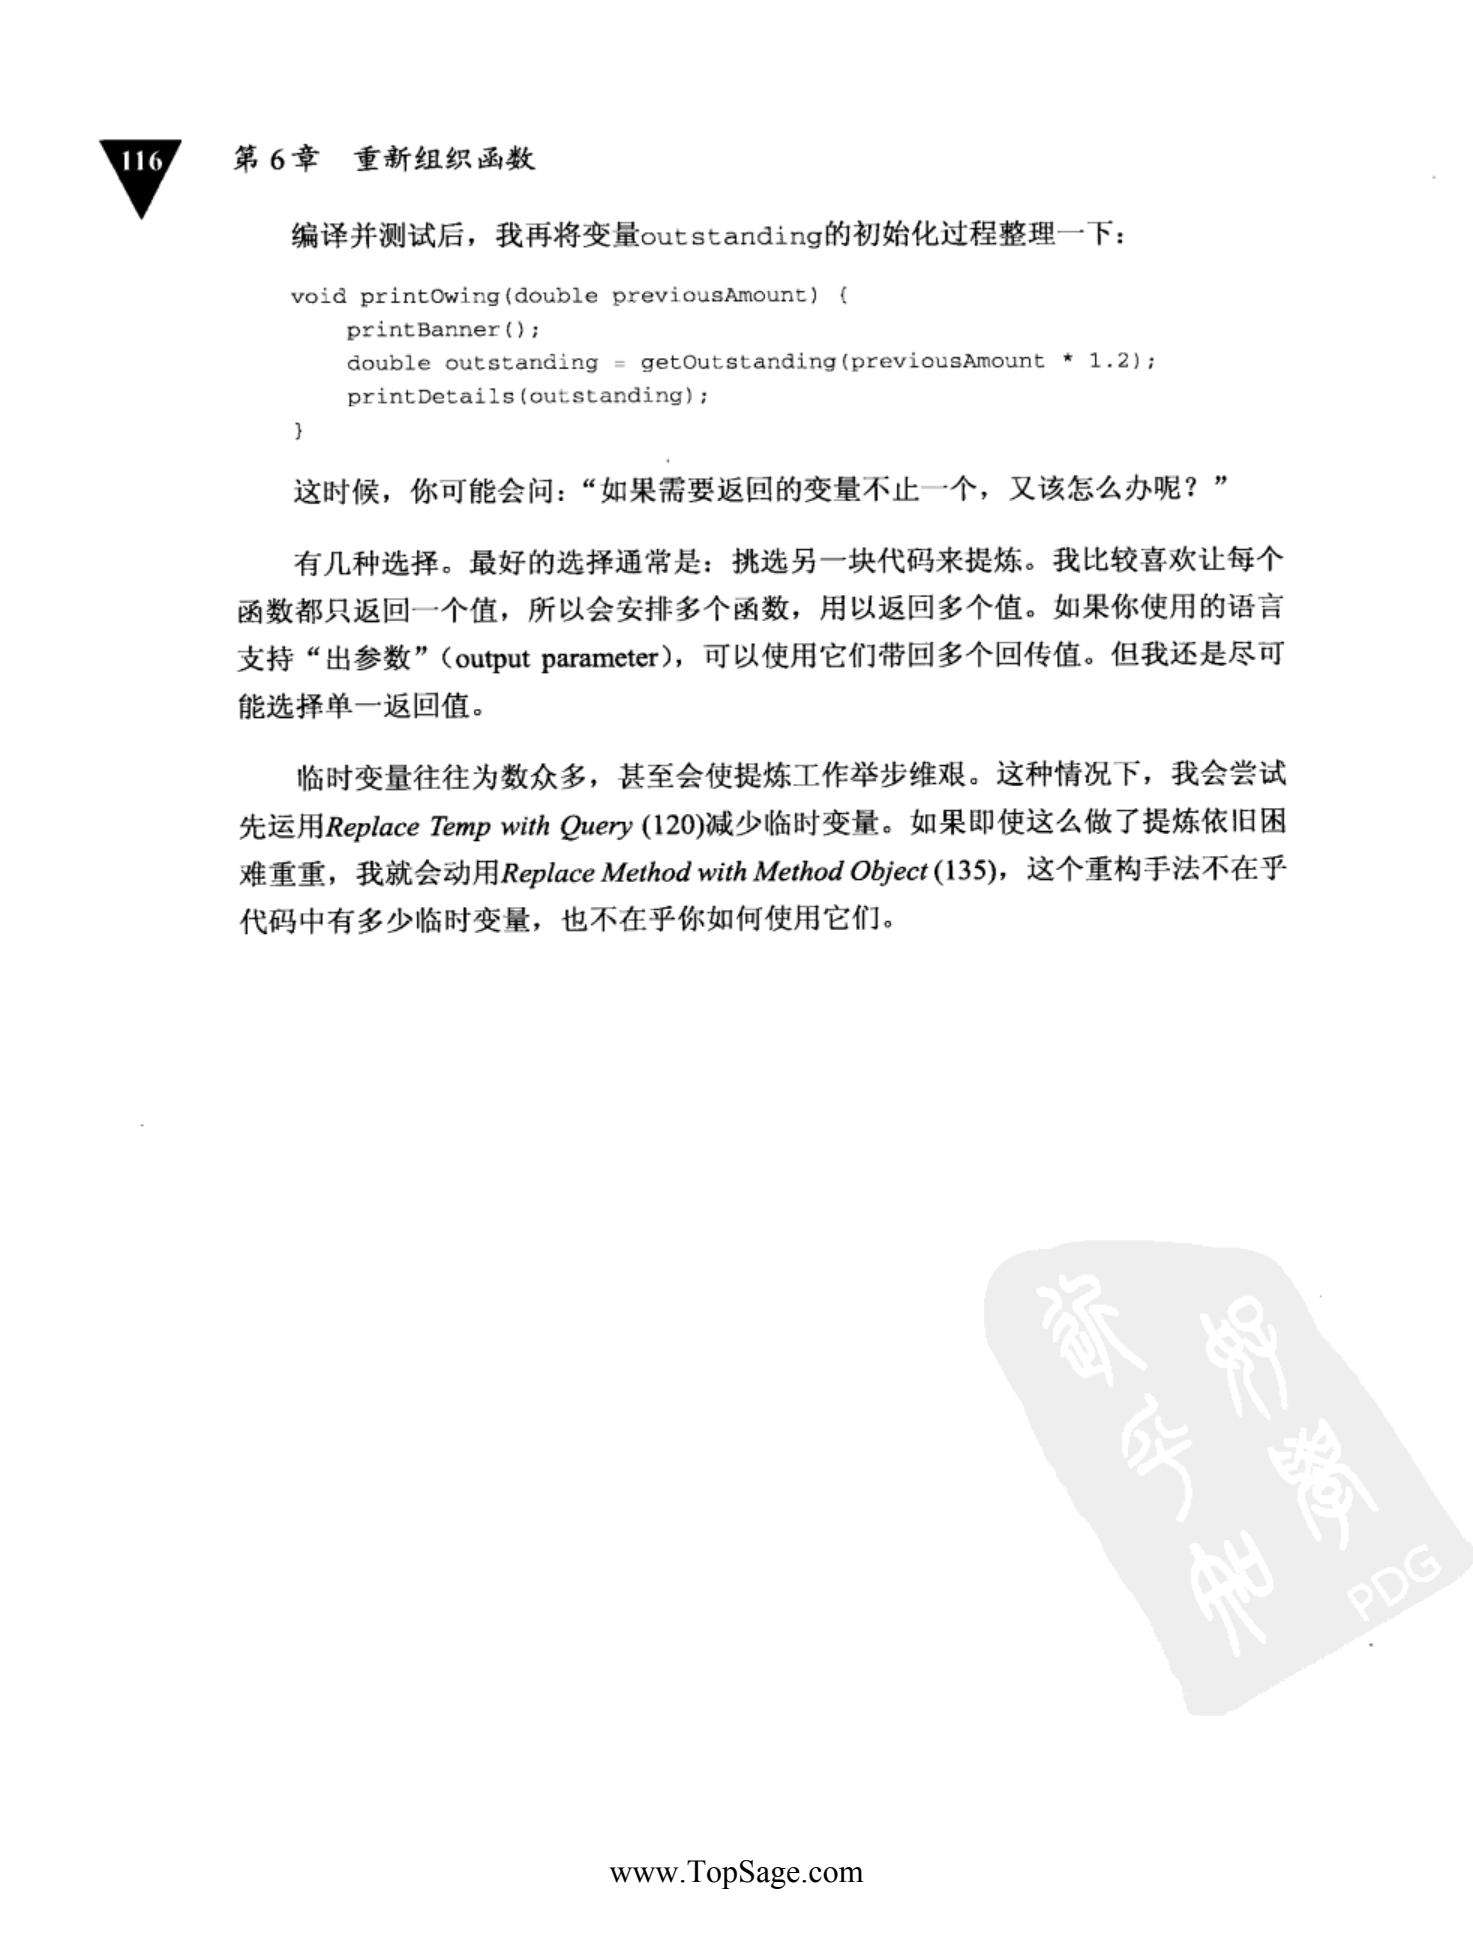 116
第 6 章 重新组织函数
编译并测试后，我再将变量outstanding的初始化过程整理一下：
void printOwing(double previousAmount) {
    printBanner();
    double outstanding = getOutstanding(previousAmount * 1.2);
    printDetails(outstanding);
}
这时候，你可能会问：“如果需要返回的变量不止一个，又该怎么办呢？”
有几种选择。最好的选择通常是：挑选另一块代码来提炼。我比较喜欢让每个
函数都只返回一个值，所以会安排多个函数，用以返回多个值。如果你使用的语言
支持“出参数”（output parameter），可以使用它们带回多个回传值。但我还是尽可
能选择单一返回值。
临时变量往往为数众多，甚至会使提炼工作举步维艰。这种情况下，我会尝试
先运用Replace Temp with Query (120)减少临时变量。如果即使这么做了提炼依旧困
难重重，我就会动用Replace Method with Method Object (135)，这个重构手法不在乎
代码中有多少临时变量，也不在乎你如何使用它们。
PDG
www.TopSage.com